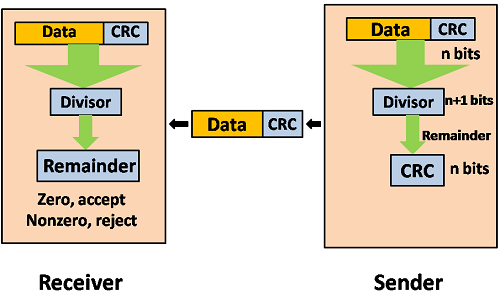 Data CRC
Divisor
Remainder
Zero, accept
Nonzero, reject
Receiver
Data CRC
Data CRC
n bits
Divisor n+1 bits
Remainder
CRC n bits
Sender